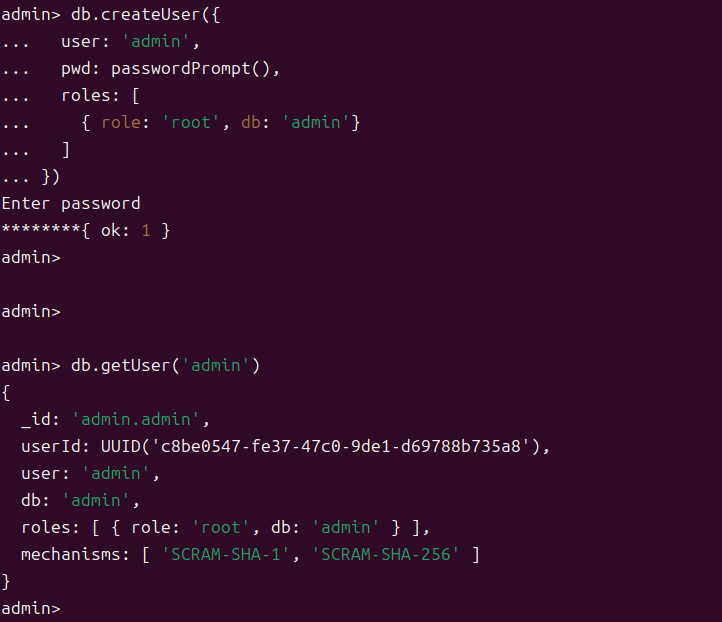 admin> db.createUser({
...   user: 'admin',
...   pwd: passwordPrompt(),
...   roles: [
...     { role: 'root', db: 'admin'}
...   ]
... })
Enter password
********{ ok: 1 }
admin>
admin>
admin> db.getUser('admin')
{
  _id: 'admin.admin',
  userId: UUID('c8be0547-fe37-47c0-9de1-d69788b735a8'),
  user: 'admin',
  db: 'admin',
  roles: [ { role: 'root', db: 'admin' } ],
  mechanisms: [ 'SCRAM-SHA-1', 'SCRAM-SHA-256' ]
}
admin>